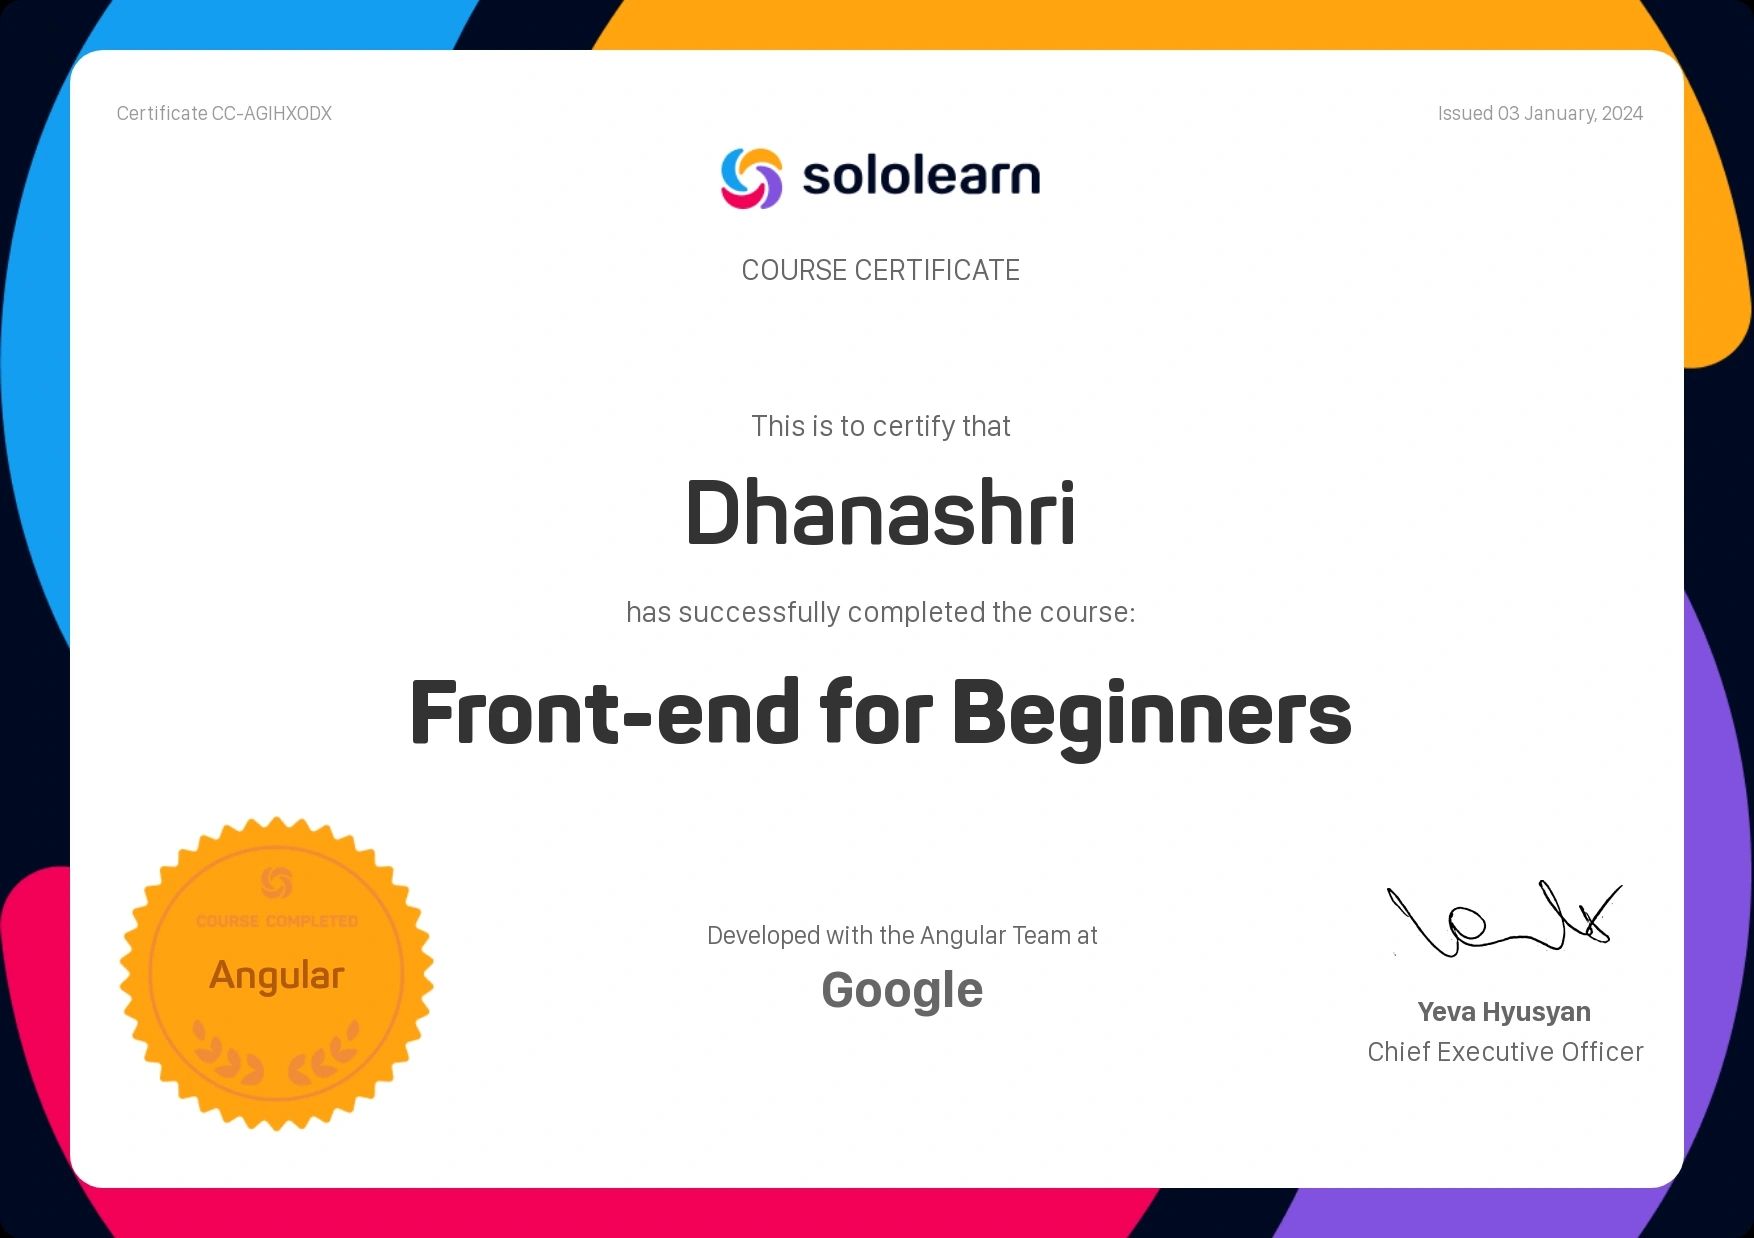 Certificate CC-AGIHXODX
Issued 03 January, 2024
sololearn
COURSE CERTIFICATE
This is to certify that
Dhanashri
has successfully completed the course:
Front-end for Beginners
COURSE COMPLETED
Angular
Developed with the Angular Team at
Google
Yeva Hyusyan
Chief Executive Officer